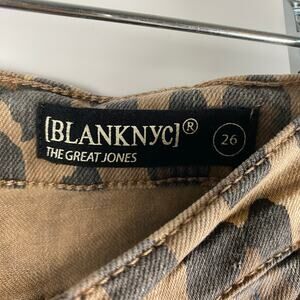 [BLANKNYC]®
THE GREAT JONES
26